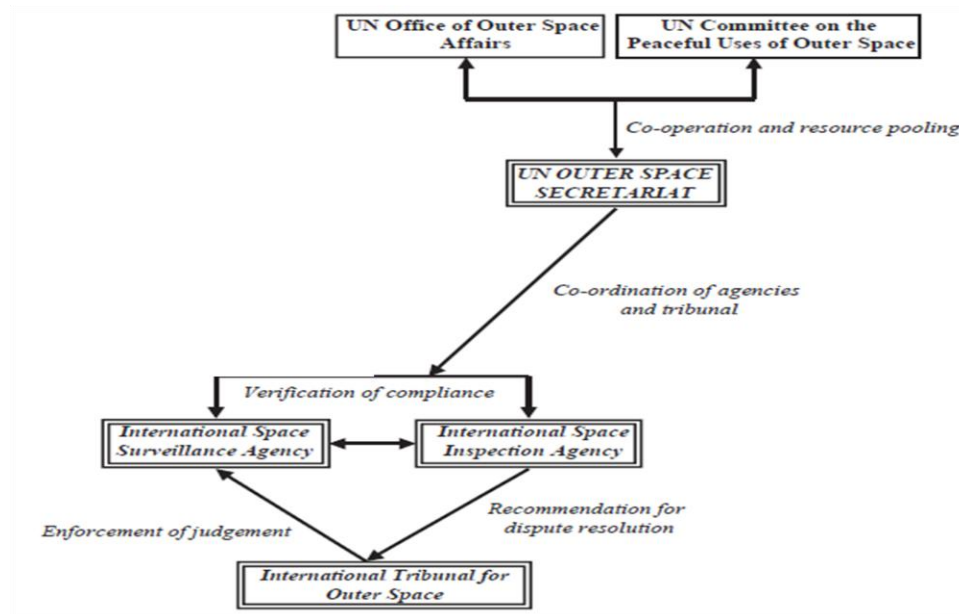 UN Office of Outer Space
Affairs
UN Committee on the
Peaceful Uses of Outer Space
Co-operation and resource pooling
UN OUTER SPACE
SECRETARIAT
Co-ordination of agencies
and tribunal
Verification of compliance
International Space
Surveillance Agency
International Space
Inspection Agency
Enforcement of judgement
Recommendation for
dispute resolution
International Tribunal for
Outer Space